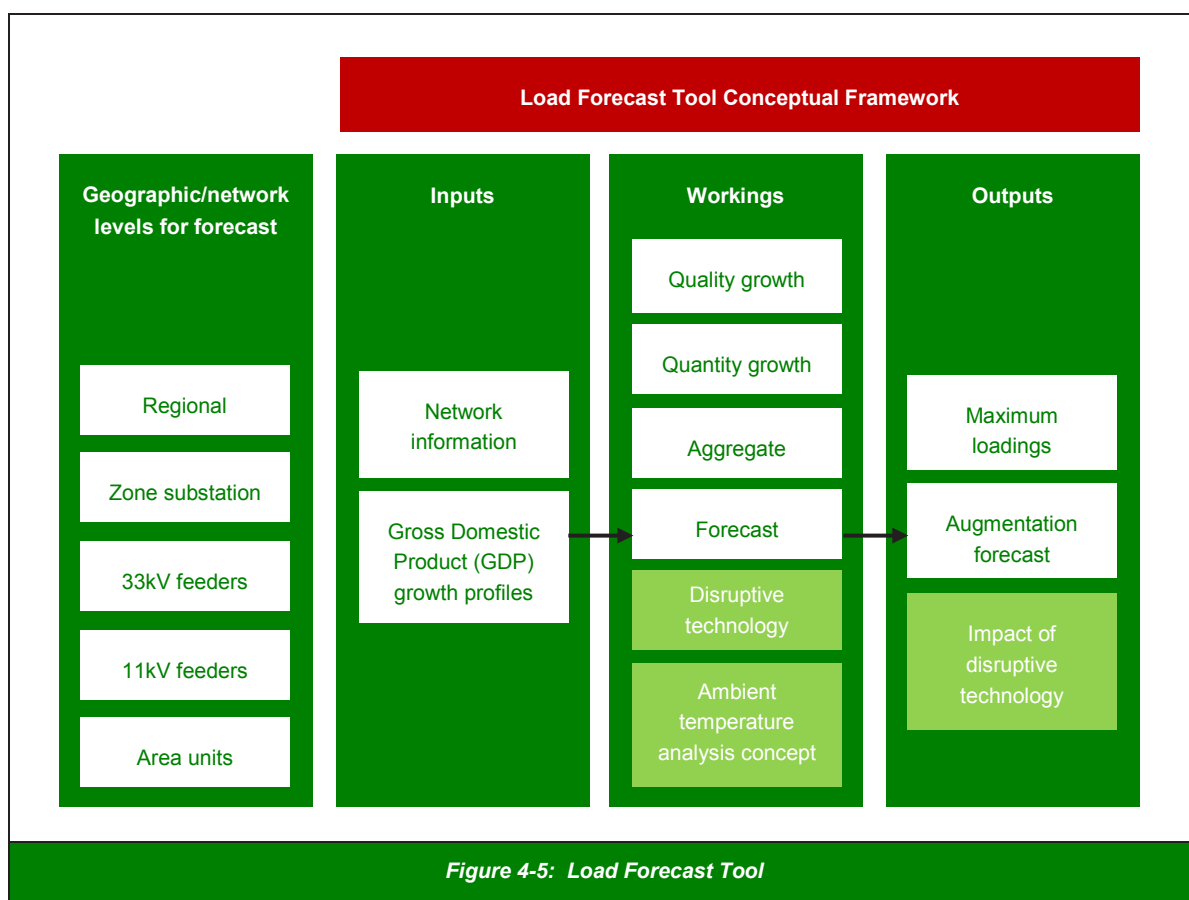 Load Forecast Tool Conceptual Framework
Geographic/network
levels for forecast
Regional
Zone substation
33kV feeders
11kV feeders
Area units
Inputs
Network
information
Gross Domestic
Product (GDP)
growth profiles
Workings
Quality growth
Quantity growth
Aggregate
Forecast
Disruptive
technology
Ambient
temperature
analysis concept
Outputs
Maximum
loadings
Augmentation
forecast
Impact of
disruptive
technology
Figure 4-5: Load Forecast Tool